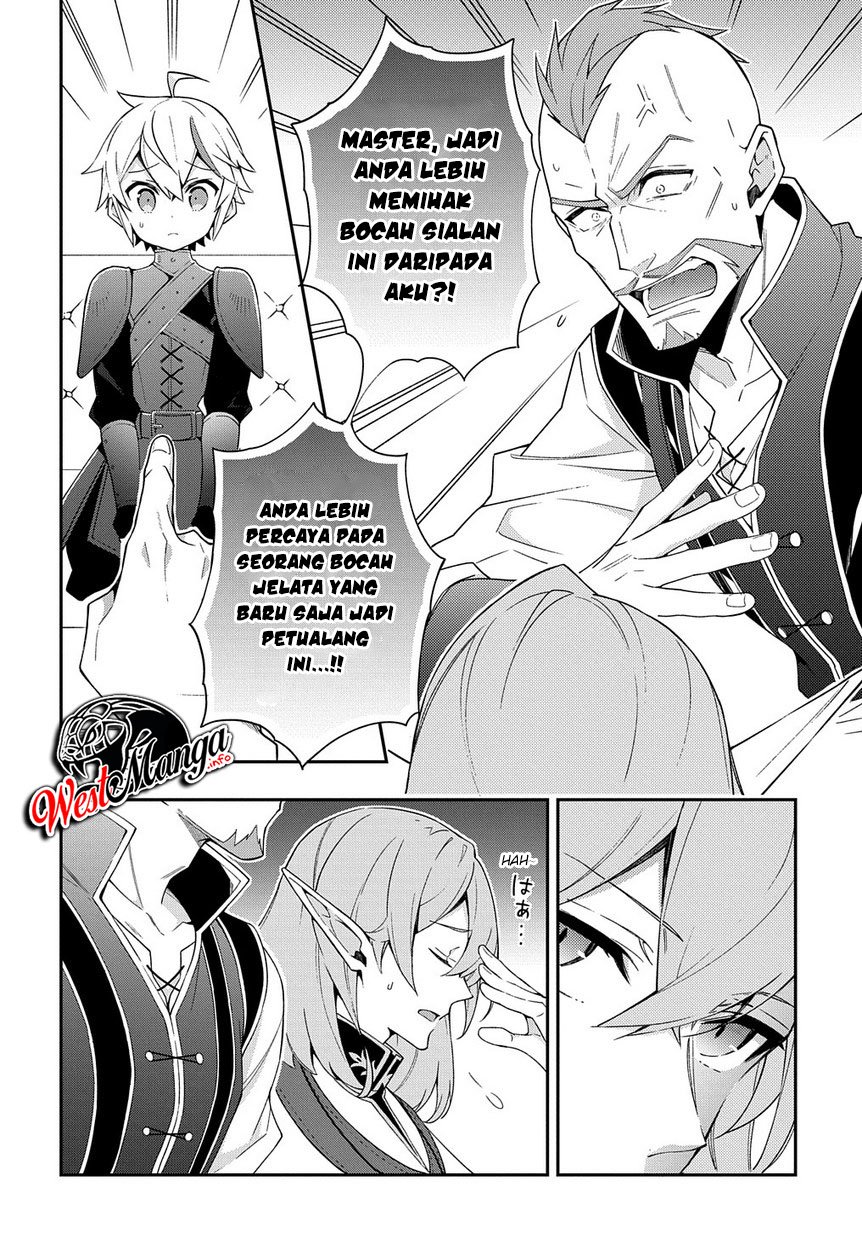 MASTER, JADI
ANDA LEBIH
MEMIHAK
BOCAH SIALAN
INI DARIPADA
AKU?!
ANDA LEBIH
PERCAYA PADA
SEORANG BOCAH
JELATA YANG
BARU SAJA JADI
PETUALANG
INI...!!
WestManga
.info
HAH~
はあ…